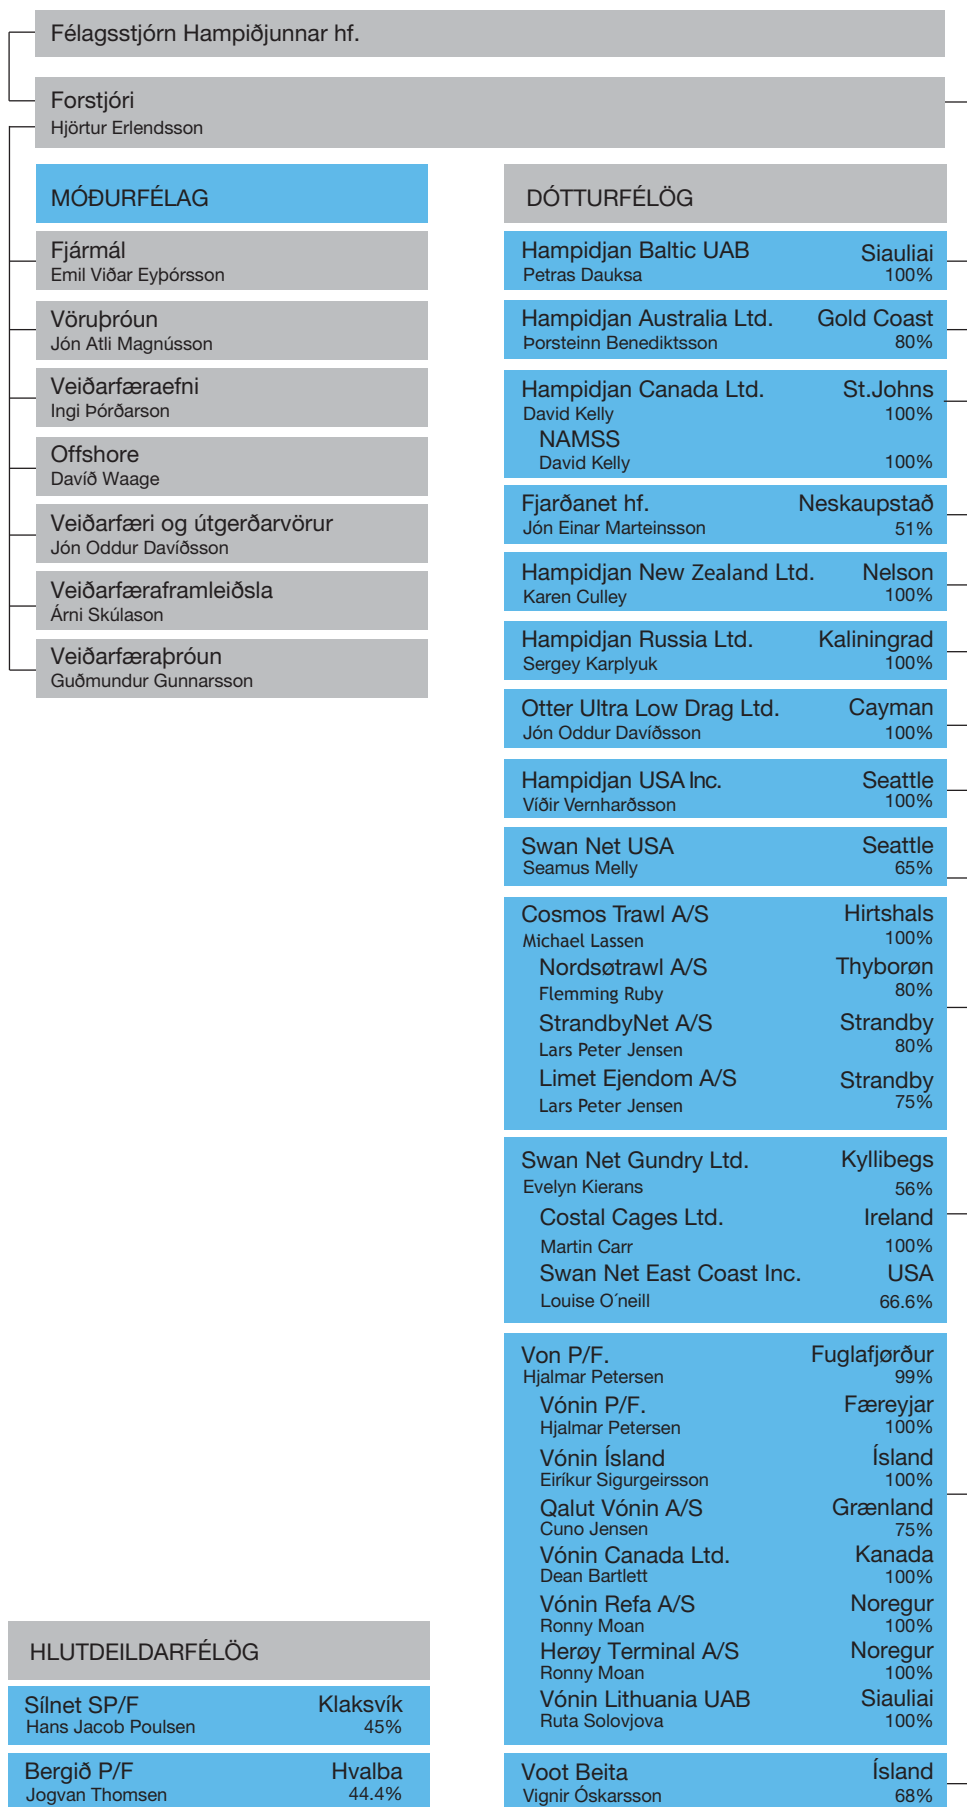 Félagsstjórn Hampiðjunnar hf.
Forstjóri
Hjörtur Erlendsson
MÓÐURFÉLAG
Fjármál
Emil Viðar Eyþórsson
Vöruþróun
Jón Atli Magnússon
Veiðarfæraefni
Ingi Þórðarson
Offshore
Davíð Waage
Veiðarfæri og útgerðarvörur
Jón Oddur Davíðsson
Veiðarfæraframleiðsla
Árni Skúlason
Veiðarfæraþróun
Guðmundur Gunnarsson
DÓTTURFÉLÖG
Hampidjan Baltic UAB Siauliai
Petras Dauksa 100%
Hampidjan Australia Ltd. Gold Coast
Þorsteinn Benediktsson 80%
Hampidjan Canada Ltd. St.Johns
David Kelly 100%
NAMSS
David Kelly 100%
Fjarðanet hf. Neskaupstað
Jón Einar Marteinsson 51%
Hampidjan New Zealand Ltd. Nelson
Karen Culley 100%
Hampidjan Russia Ltd. Kaliningrad
Sergey Karplyuk 100%
Otter Ultra Low Drag Ltd. Cayman
Jón Oddur Davíðsson 100%
Hampidjan USA Inc. Seattle
Víðir Vernharðsson 100%
Swan Net USA Seattle
Seamus Melly 65%
Cosmos Trawl A/S Hirtshals
Michael Lassen 100%
Nordsøtrawl A/S Thyborøn
Flemming Ruby 80%
StrandbyNet A/S Strandby
Lars Peter Jensen 80%
Limet Ejendom A/S Strandby
Lars Peter Jensen 75%
Swan Net Gundry Ltd. Kyllibegs
Evelyn Kierans 56%
Costal Cages Ltd. Ireland
Martin Carr 100%
Swan Net East Coast Inc. USA
Louise O´neill 66.6%
Von P/F. Fuglafjørður
Hjalmar Petersen 99%
Vónin P/F. Færeyjar
Hjalmar Petersen 100%
Vónin Ísland Ísland
Eiríkur Sigurgeirsson 100%
Qalut Vónin A/S Grænland
Cuno Jensen 75%
Vónin Canada Ltd. Kanada
Dean Bartlett 100%
Vónin Refa A/S Noregur
Ronny Moan 100%
Herøy Terminal A/S Noregur
Ronny Moan 100%
Vónin Lithuania UAB Siauliai
Ruta Solovjova 100%
Voot Beita Ísland
Vignir Óskarsson 68%
HLUTDEILDARFÉLÖG
Sílnet SP/F Klaksvík
Hans Jacob Poulsen 45%
Bergið P/F Hvalba
Jogvan Thomsen 44.4%